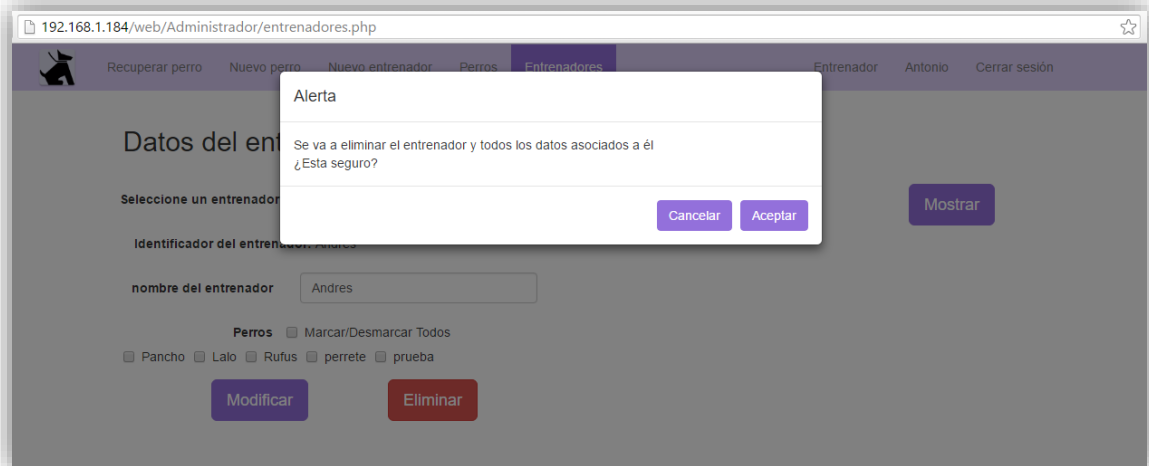 192.168.1.184/web/Administrador/entrenadores.php
Recuperar perro Nuevo perro Nuevo entrenador Perros Entrenadores Entrenador Antonio Cerrar sesión
Alerta
Datos del ent
Se va a eliminar el entrenador y todos los datos asociados a él
¿Esta seguro?
Seleccione un entrenador
Mostrar
Cancelar Aceptar
Identificador del entrenador: Andres
nombre del entrenador Andres
Perros Marcar/Desmarcar Todos
Pancho Lalo Rufus perrete prueba
Modificar Eliminar